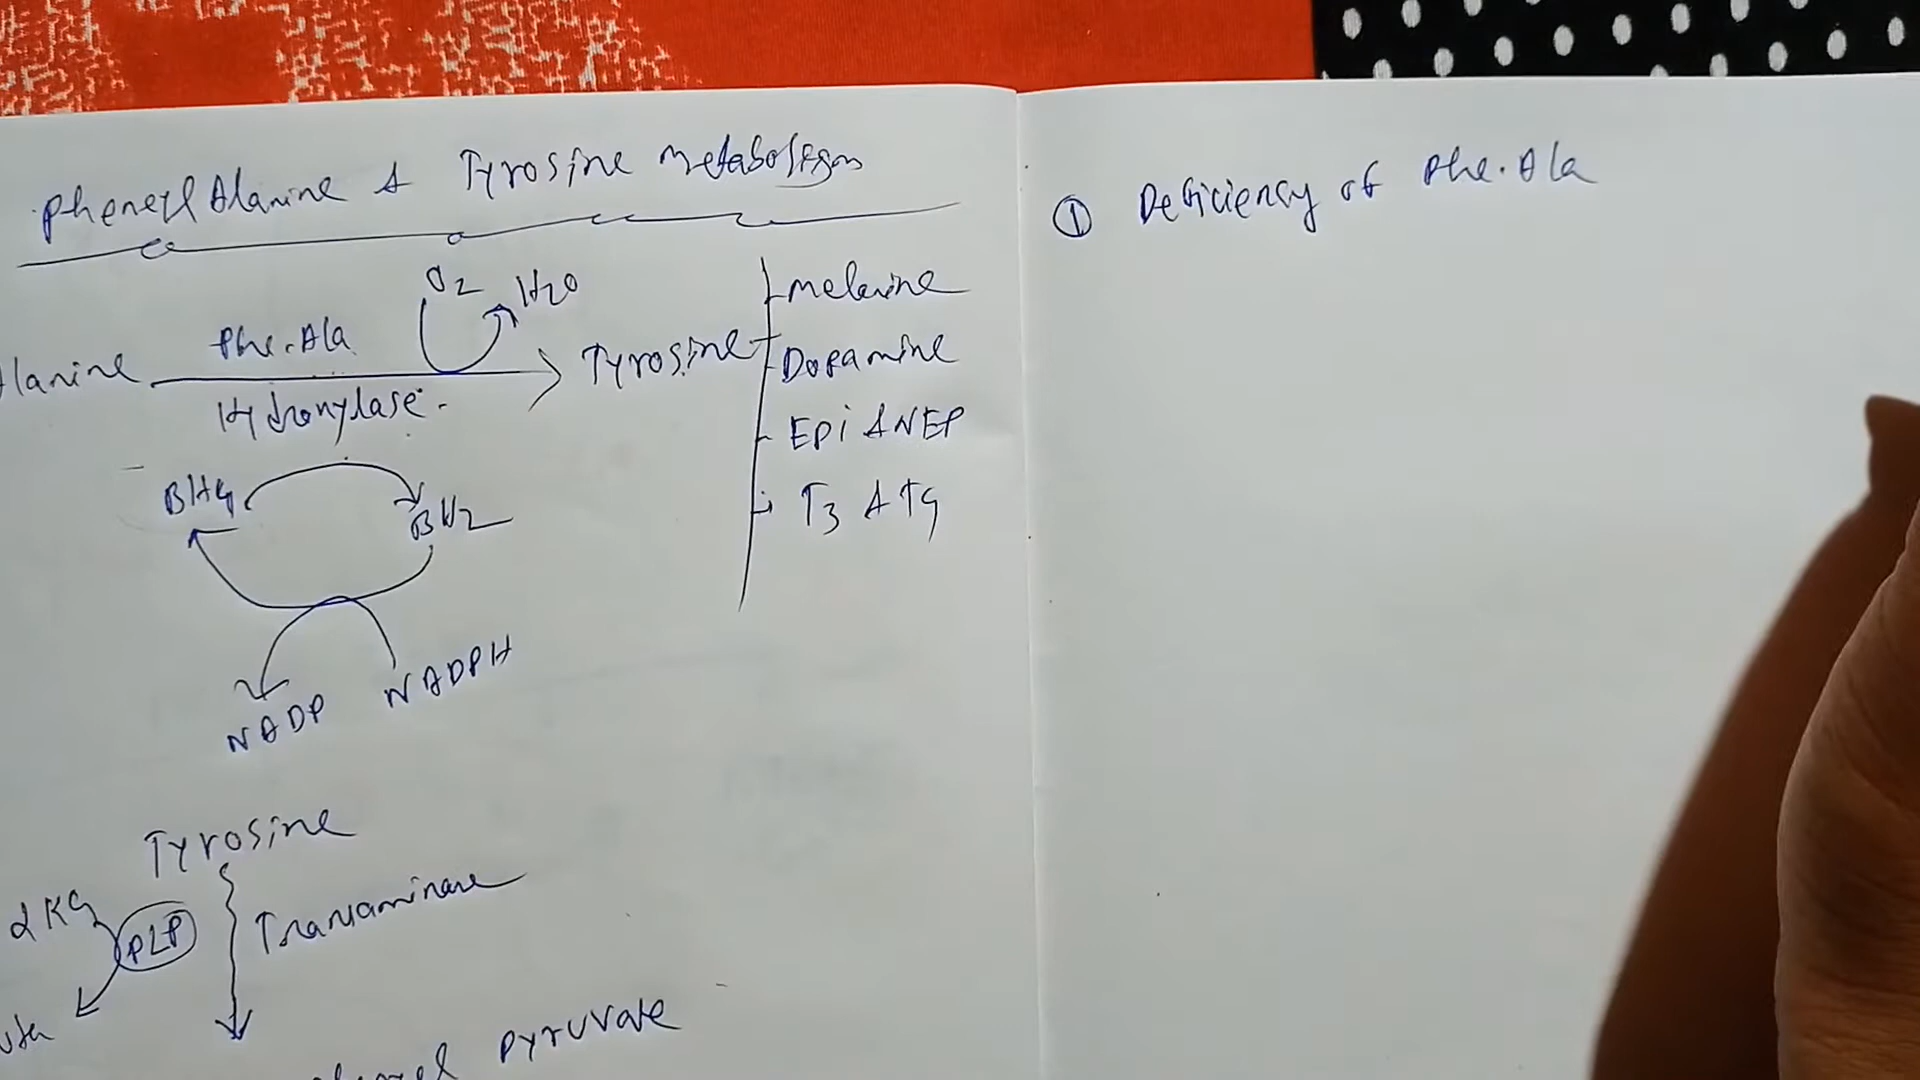 Pheneyl Alanine & Tyrosine Metabolism
O2 H2O
lanine Phe.Ala Hydroxylase. Tyrosine
Melanine
Dopamine
EPi & NEP
T3 & T4
BH4 BH2
NADP NADPH
Tyrosine
αKG PLP Transaminase
Pyruvate
① Deficiency of Phe.Ala